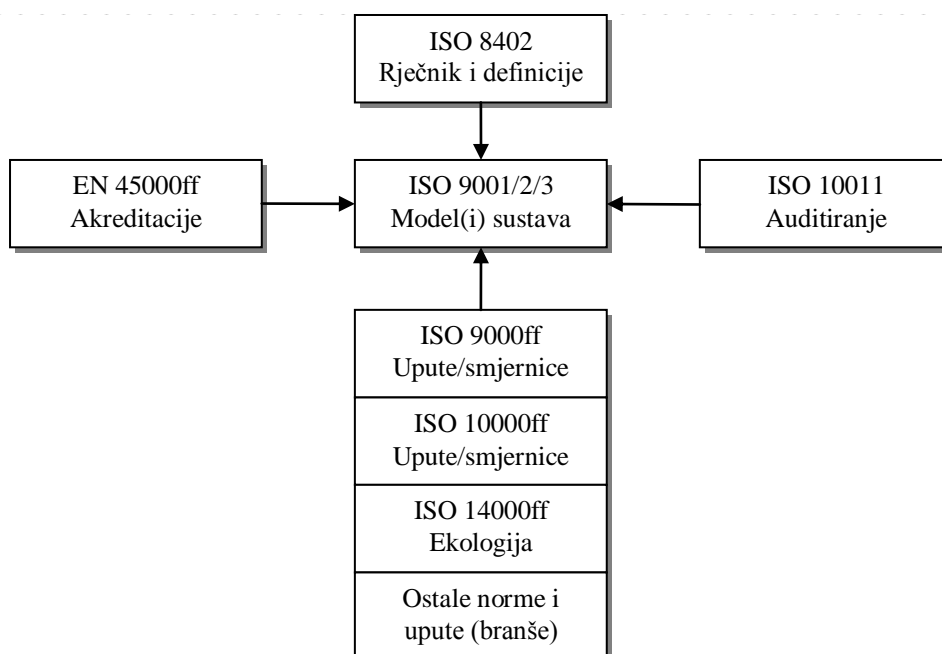 ISO 8402
Rječnik i definicije
EN 45000ff
Akreditacije
ISO 9001/2/3
Model(i) sustava
ISO 10011
Auditiranje
ISO 9000ff
Upute/smjernice
ISO 10000ff
Upute/smjernice
ISO 14000ff
Ekologija
Ostale norme i
upute (branše)